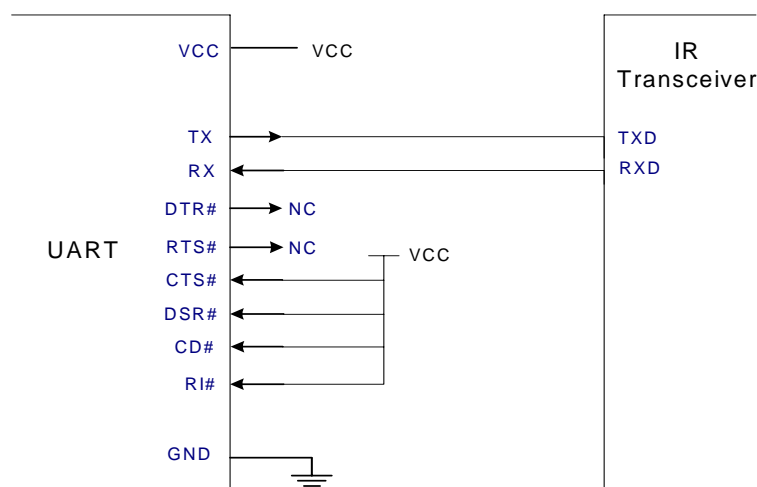 VCC VCC
IR
Transceiver
TX TXD
RX RXD
DTR# NC
UART
RTS# NC
VCC
CTS#
DSR#
CD#
RI#
GND